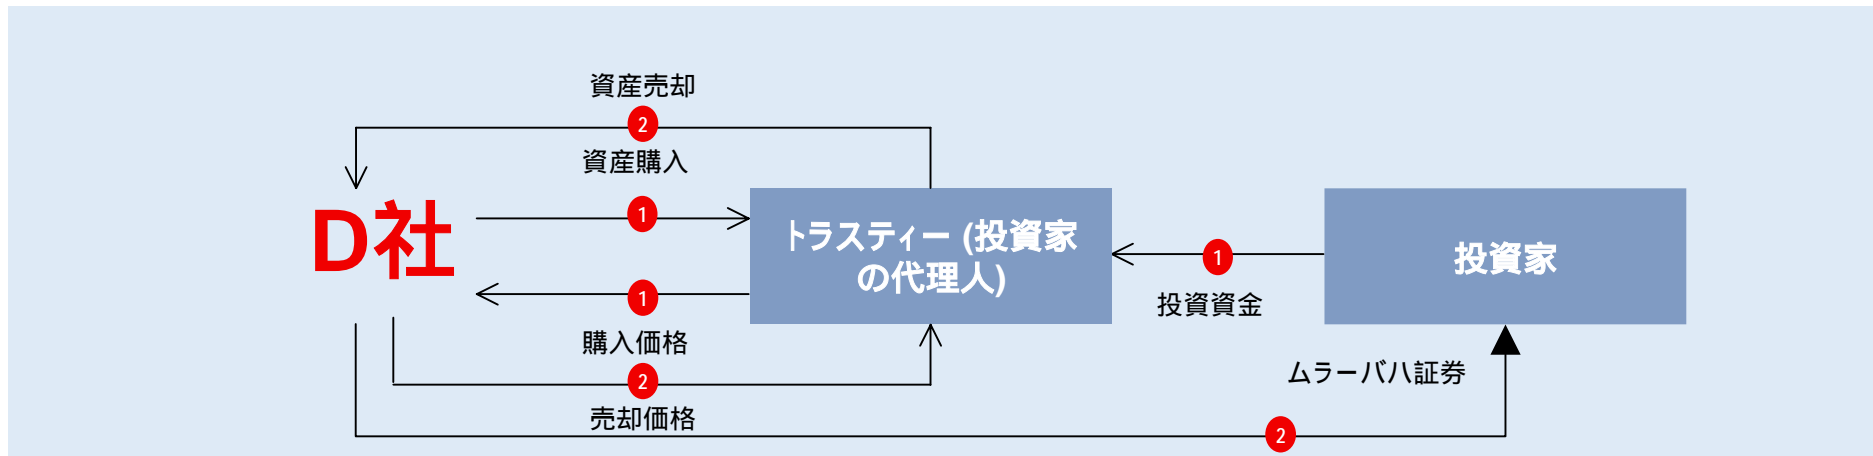 資産売却
2
資産購入
1
D社
トラスティー (投資家
の代理人)
投資家
1
投資資金
1
購入価格
2
売却価格
ムラーバハ証券
2